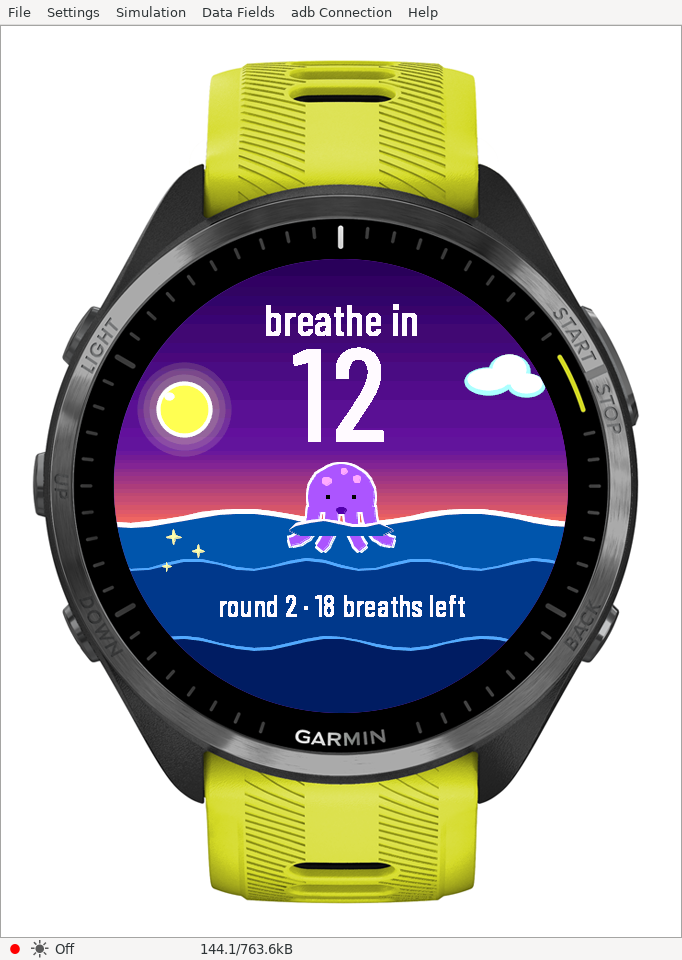 File Settings Simulation Data Fields adb Connection Help
START
STOP
LIGHT
breathe in
12
UP
round 2 · 18 breaths left
DOWN
BACK
GARMIN
Off 144.1/763.6kB